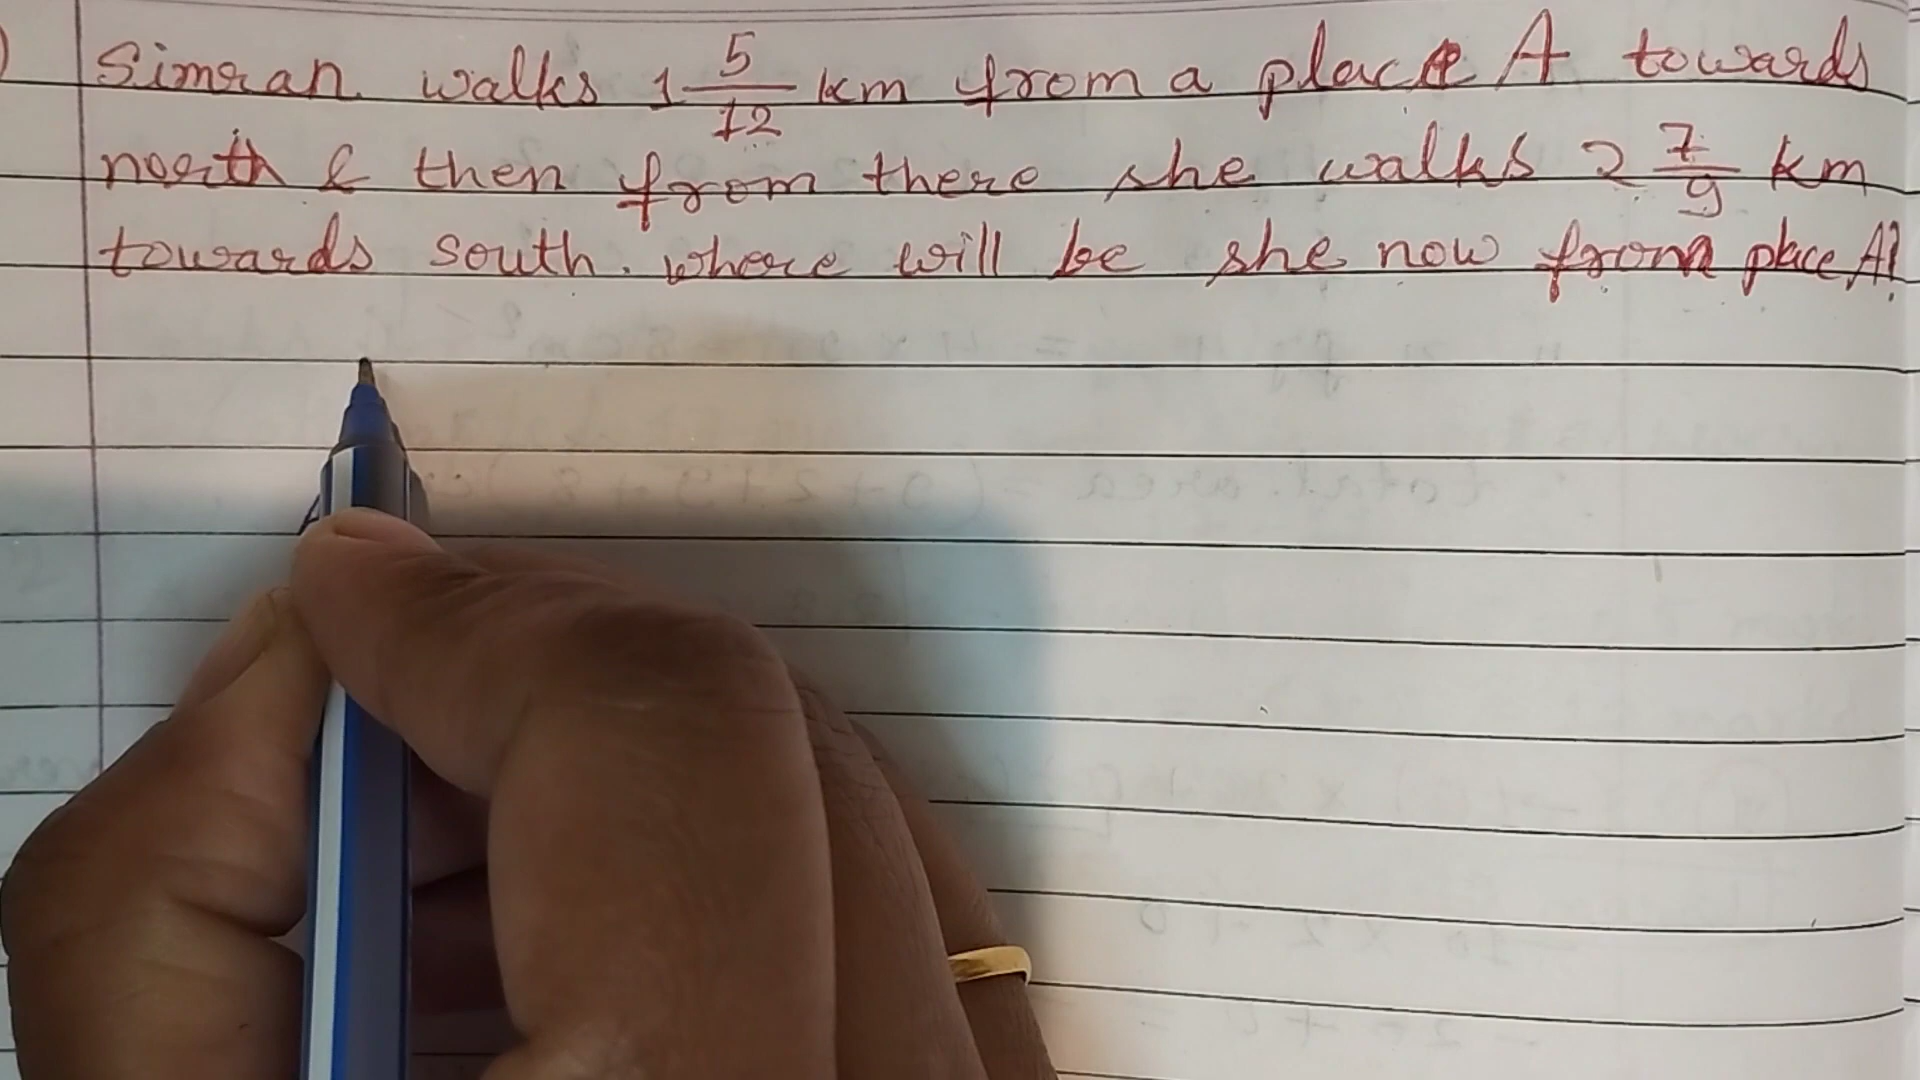 Simran walks 1 5/12 km from a place A towards
north & then from there she walks 2 7/9 km
towards south. where will be she now from place A?